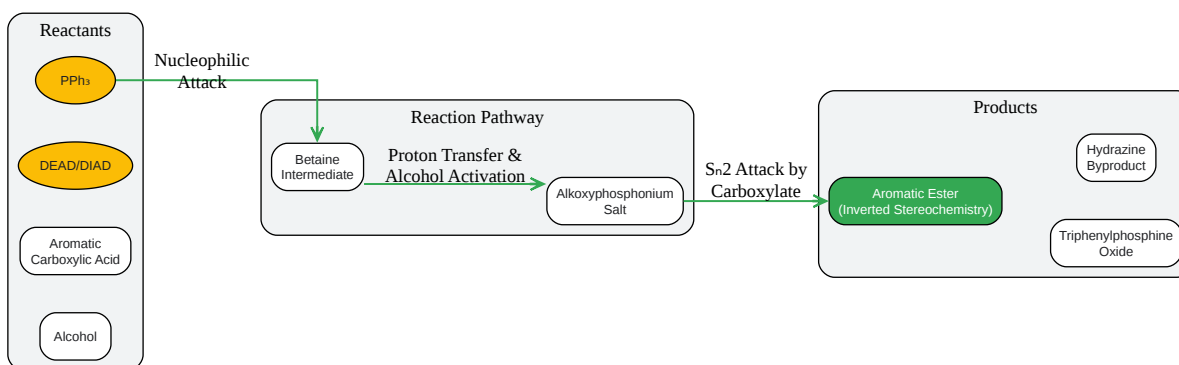 Reactants
PPh₃
DEAD/DIAD
Aromatic
Carboxylic Acid
Alcohol
Nucleophilic
Attack
Reaction Pathway
Betaine
Intermediate
Proton Transfer &
Alcohol Activation
Alkoxyphosphonium
Salt
Sₙ2 Attack by
Carboxylate
Products
Hydrazine
Byproduct
Aromatic Ester
(Inverted Stereochemistry)
Triphenylphosphine
Oxide